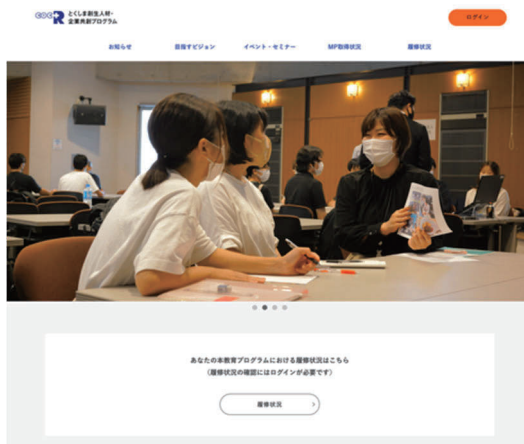 COC+R とくしま創生人材・
企業共創プログラム
ログイン
お知らせ
目指すビジョン
イベント・セミナー
MP取得状況
履修状況
あなたの本教育プログラムにおける履修状況はこちら
（履修状況の確認にはログインが必要です）
履修状況